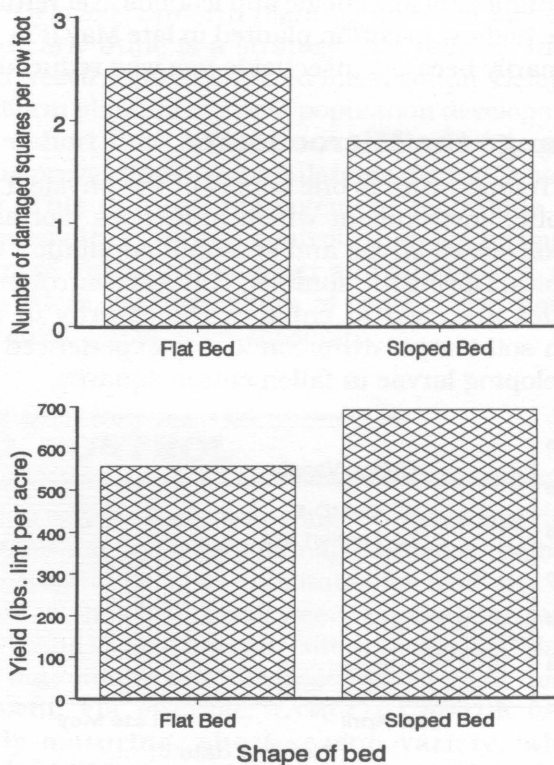 Number of damaged squares per row foot
3
2
1
0
Flat Bed Sloped Bed
Yield (lbs. lint per acre)
700
600
500
400
300
200
100
0
Flat Bed Sloped Bed
Shape of bed